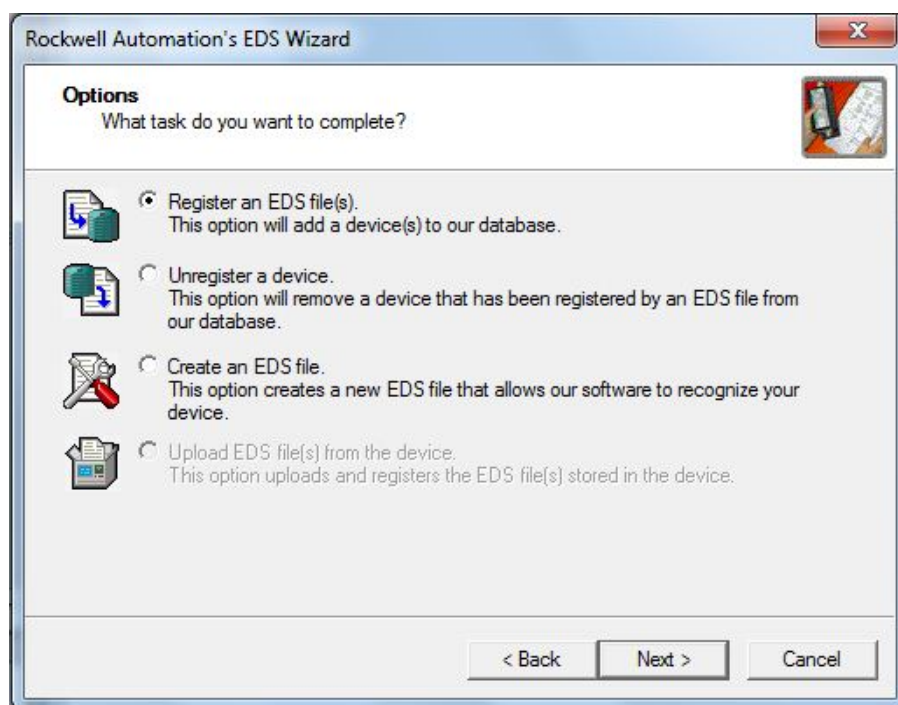 Rockwell Automation's EDS Wizard
Options
What task do you want to complete?
Register an EDS file(s).
This option will add a device(s) to our database.
Unregister a device.
This option will remove a device that has been registered by an EDS file from
our database.
Create an EDS file.
This option creates a new EDS file that allows our software to recognize your
device.
Upload EDS file(s) from the device.
This option uploads and registers the EDS file(s) stored in the device.
< Back Next > Cancel